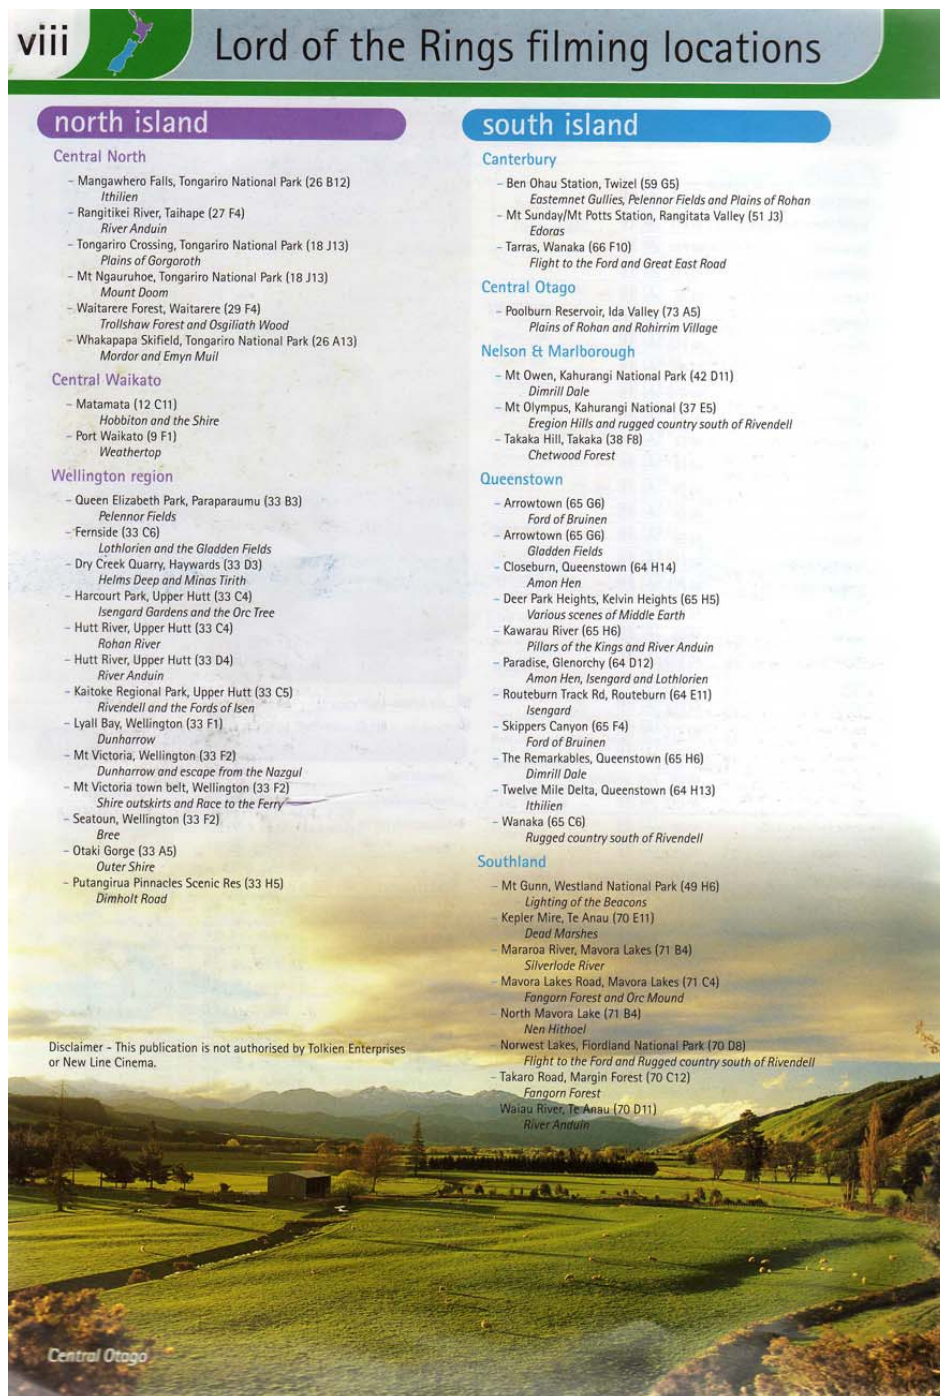 viii
Lord of the Rings filming locations
north island
Central North
- Mangawhero Falls, Tongariro National Park (26 B12)
Ithilien
- Rangitikei River, Taihape (27 F4)
River Anduin
- Tongariro Crossing, Tongariro National Park (18 J13)
Plains of Gorgoroth
- Mt Ngauruhoe, Tongariro National Park (18 J13)
Mount Doom
- Waitarere Forest, Waitarere (29 F4)
Trollshaw Forest and Osgiliath Wood
- Whakapapa Skifield, Tongariro National Park (26 A13)
Mordor and Emyn Muil
Central Waikato
- Matamata (12 C11)
Hobbiton and the Shire
- Port Waikato (9 F1)
Weathertop
Wellington region
- Queen Elizabeth Park, Paraparaumu (33 B3)
Pelennor Fields
- Fernside (33 C6)
Lothlorien and the Gladden Fields
- Dry Creek Quarry, Haywards (33 D3)
Helms Deep and Minas Tirith
- Harcourt Park, Upper Hutt (33 C4)
Isengard Gardens and the Orc Tree
- Hutt River, Upper Hutt (33 C4)
Rohan River
- Hutt River, Upper Hutt (33 D4)
River Anduin
- Kaitoke Regional Park, Upper Hutt (33 C5)
Rivendell and the Fords of Isen
- Lyall Bay, Wellington (33 F1)
Dunharrow
- Mt Victoria, Wellington (33 F2)
Dunharrow and escape from the Nazgul
- Mt Victoria town belt, Wellington (33 F2)
Shire outskirts and Race to the Ferry
- Seatoun, Wellington (33 F2)
Bree
- Otaki Gorge (33 A5)
Outer Shire
- Putangirua Pinnacles Scenic Res (33 H5)
Dimholt Road
Disclaimer - This publication is not authorised by Tolkien Enterprises
or New Line Cinema.
south island
Canterbury
- Ben Ohau Station, Twizel (59 G5)
Eastemnet Gullies, Pelennor Fields and Plains of Rohan
- Mt Sunday/Mt Potts Station, Rangitata Valley (51 J3)
Edoras
- Tarras, Wanaka (66 F10)
Flight to the Ford and Great East Road
Central Otago
- Poolburn Reservoir, Ida Valley (73 A5)
Plains of Rohan and Rohirrim Village
Nelson & Marlborough
- Mt Owen, Kahurangi National Park (42 D11)
Dimrill Dale
- Mt Olympus, Kahurangi National (37 E5)
Eregion Hills and rugged country south of Rivendell
- Takaka Hill, Takaka (38 F8)
Chetwood Forest
Queenstown
- Arrowtown (65 G6)
Ford of Bruinen
- Arrowtown (65 G6)
Gladden Fields
- Closeburn, Queenstown (64 H14)
Amon Hen
- Deer Park Heights, Kelvin Heights (65 H5)
Various scenes of Middle Earth
- Kawarau River (65 H6)
Pillars of the Kings and River Anduin
- Paradise, Glenorchy (64 D12)
Amon Hen, Isengard and Lothlorien
- Routeburn Track Rd, Routeburn (64 E11)
Isengard
- Skippers Canyon (65 F4)
Ford of Bruinen
- The Remarkables, Queenstown (65 H6)
Dimrill Dale
- Twelve Mile Delta, Queenstown (64 H13)
Ithilien
- Wanaka (65 C6)
Rugged country south of Rivendell
Southland
- Mt Gunn, Westland National Park (49 H6)
Lighting of the Beacons
- Kepler Mire, Te Anau (70 E11)
Dead Marshes
- Mararoa River, Mavora Lakes (71 B4)
Silverlode River
- Mavora Lakes Road, Mavora Lakes (71 C4)
Fangorn Forest and Orc Mound
- North Mavora Lake (71 B4)
Nen Hithoel
- Norwest Lakes, Fiordland National Park (70 D8)
Flight to the Ford and Rugged country south of Rivendell
- Takaro Road, Margin Forest (70 C12)
Fangorn Forest
- Waiau River, Te Anau (70 D11)
River Anduin
Central Otago